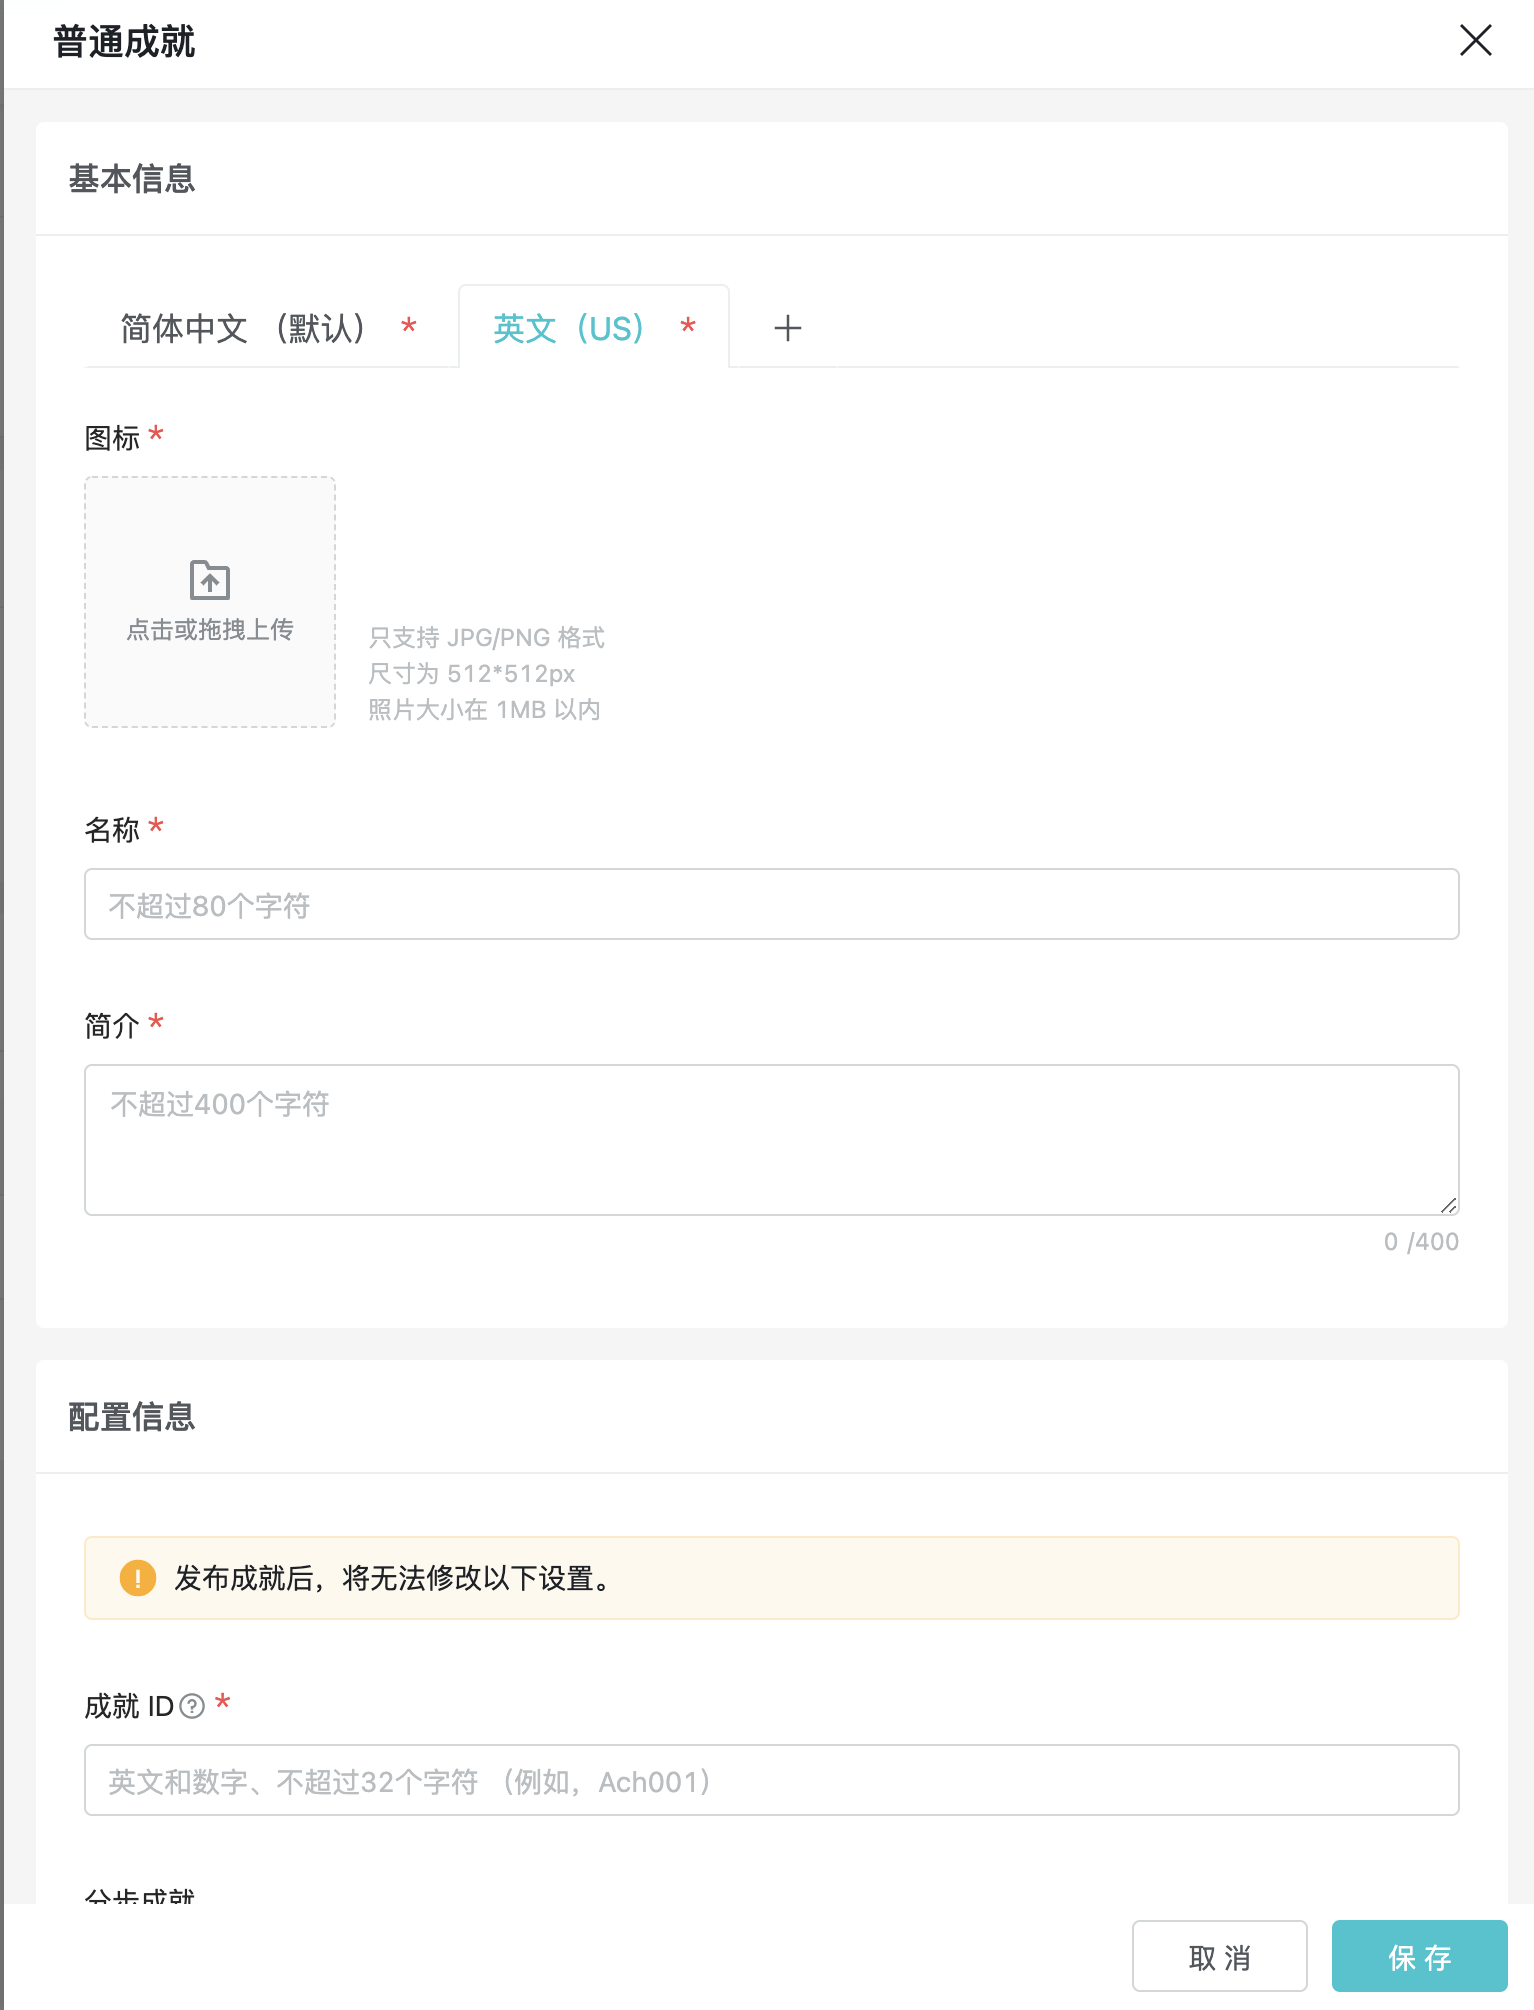 普通成就
基本信息
简体中文 （默认） *
英文（US） *
图标 *
点击或拖拽上传
只支持 JPG/PNG 格式
尺寸为 512*512px
照片大小在 1MB 以内
名称 *
不超过80个字符
简介 *
不超过400个字符
0 /400
配置信息
发布成就后，将无法修改以下设置。
成就 ID *
英文和数字、不超过32个字符 （例如，Ach001）
分步成就
取 消
保 存